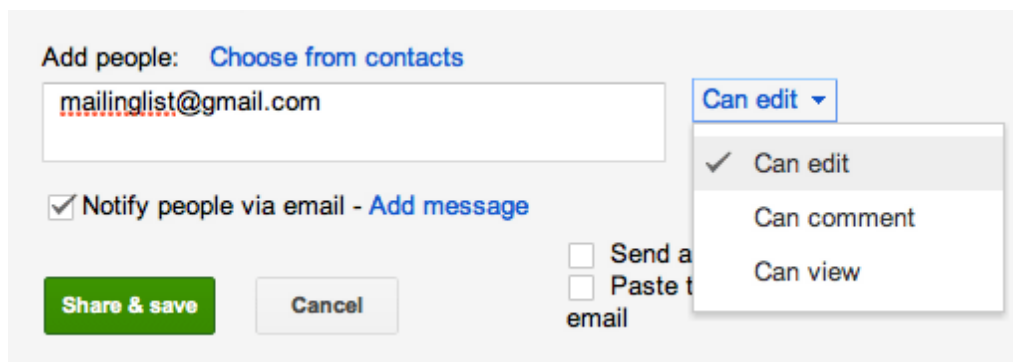 Add people: Choose from contacts
mailinglist@gmail.com
Can edit
Can edit
Can comment
Can view
Notify people via email - Add message
Send a
Paste t
email
Share & save
Cancel